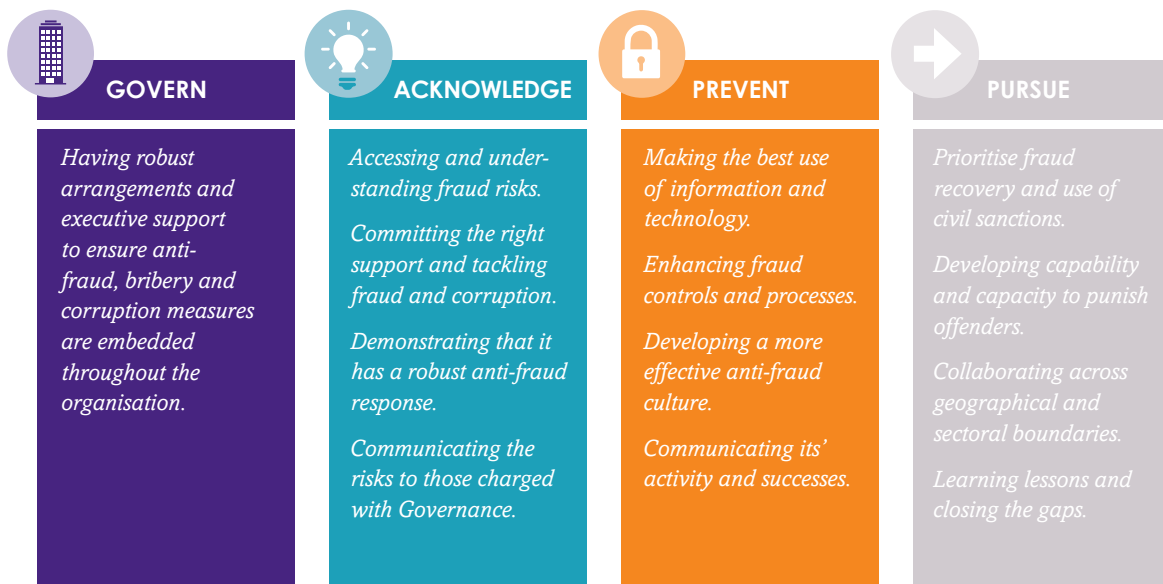 GOVERN
Having robust
arrangements and
executive support
to ensure anti-
fraud, bribery and
corruption measures
are embedded
throughout the
organisation.
ACKNOWLEDGE
Accessing and under-
standing fraud risks.
Committing the right
support and tackling
fraud and corruption.
Demonstrating that it
has a robust anti-fraud
response.
Communicating the
risks to those charged
with Governance.
PREVENT
Making the best use
of information and
technology.
Enhancing fraud
controls and processes.
Developing a more
effective anti-fraud
culture.
Communicating its’
activity and successes.
PURSUE
Prioritise fraud
recovery and use of
civil sanctions.
Developing capability
and capacity to punish
offenders.
Collaborating across
geographical and
sectoral boundaries.
Learning lessons and
closing the gaps.